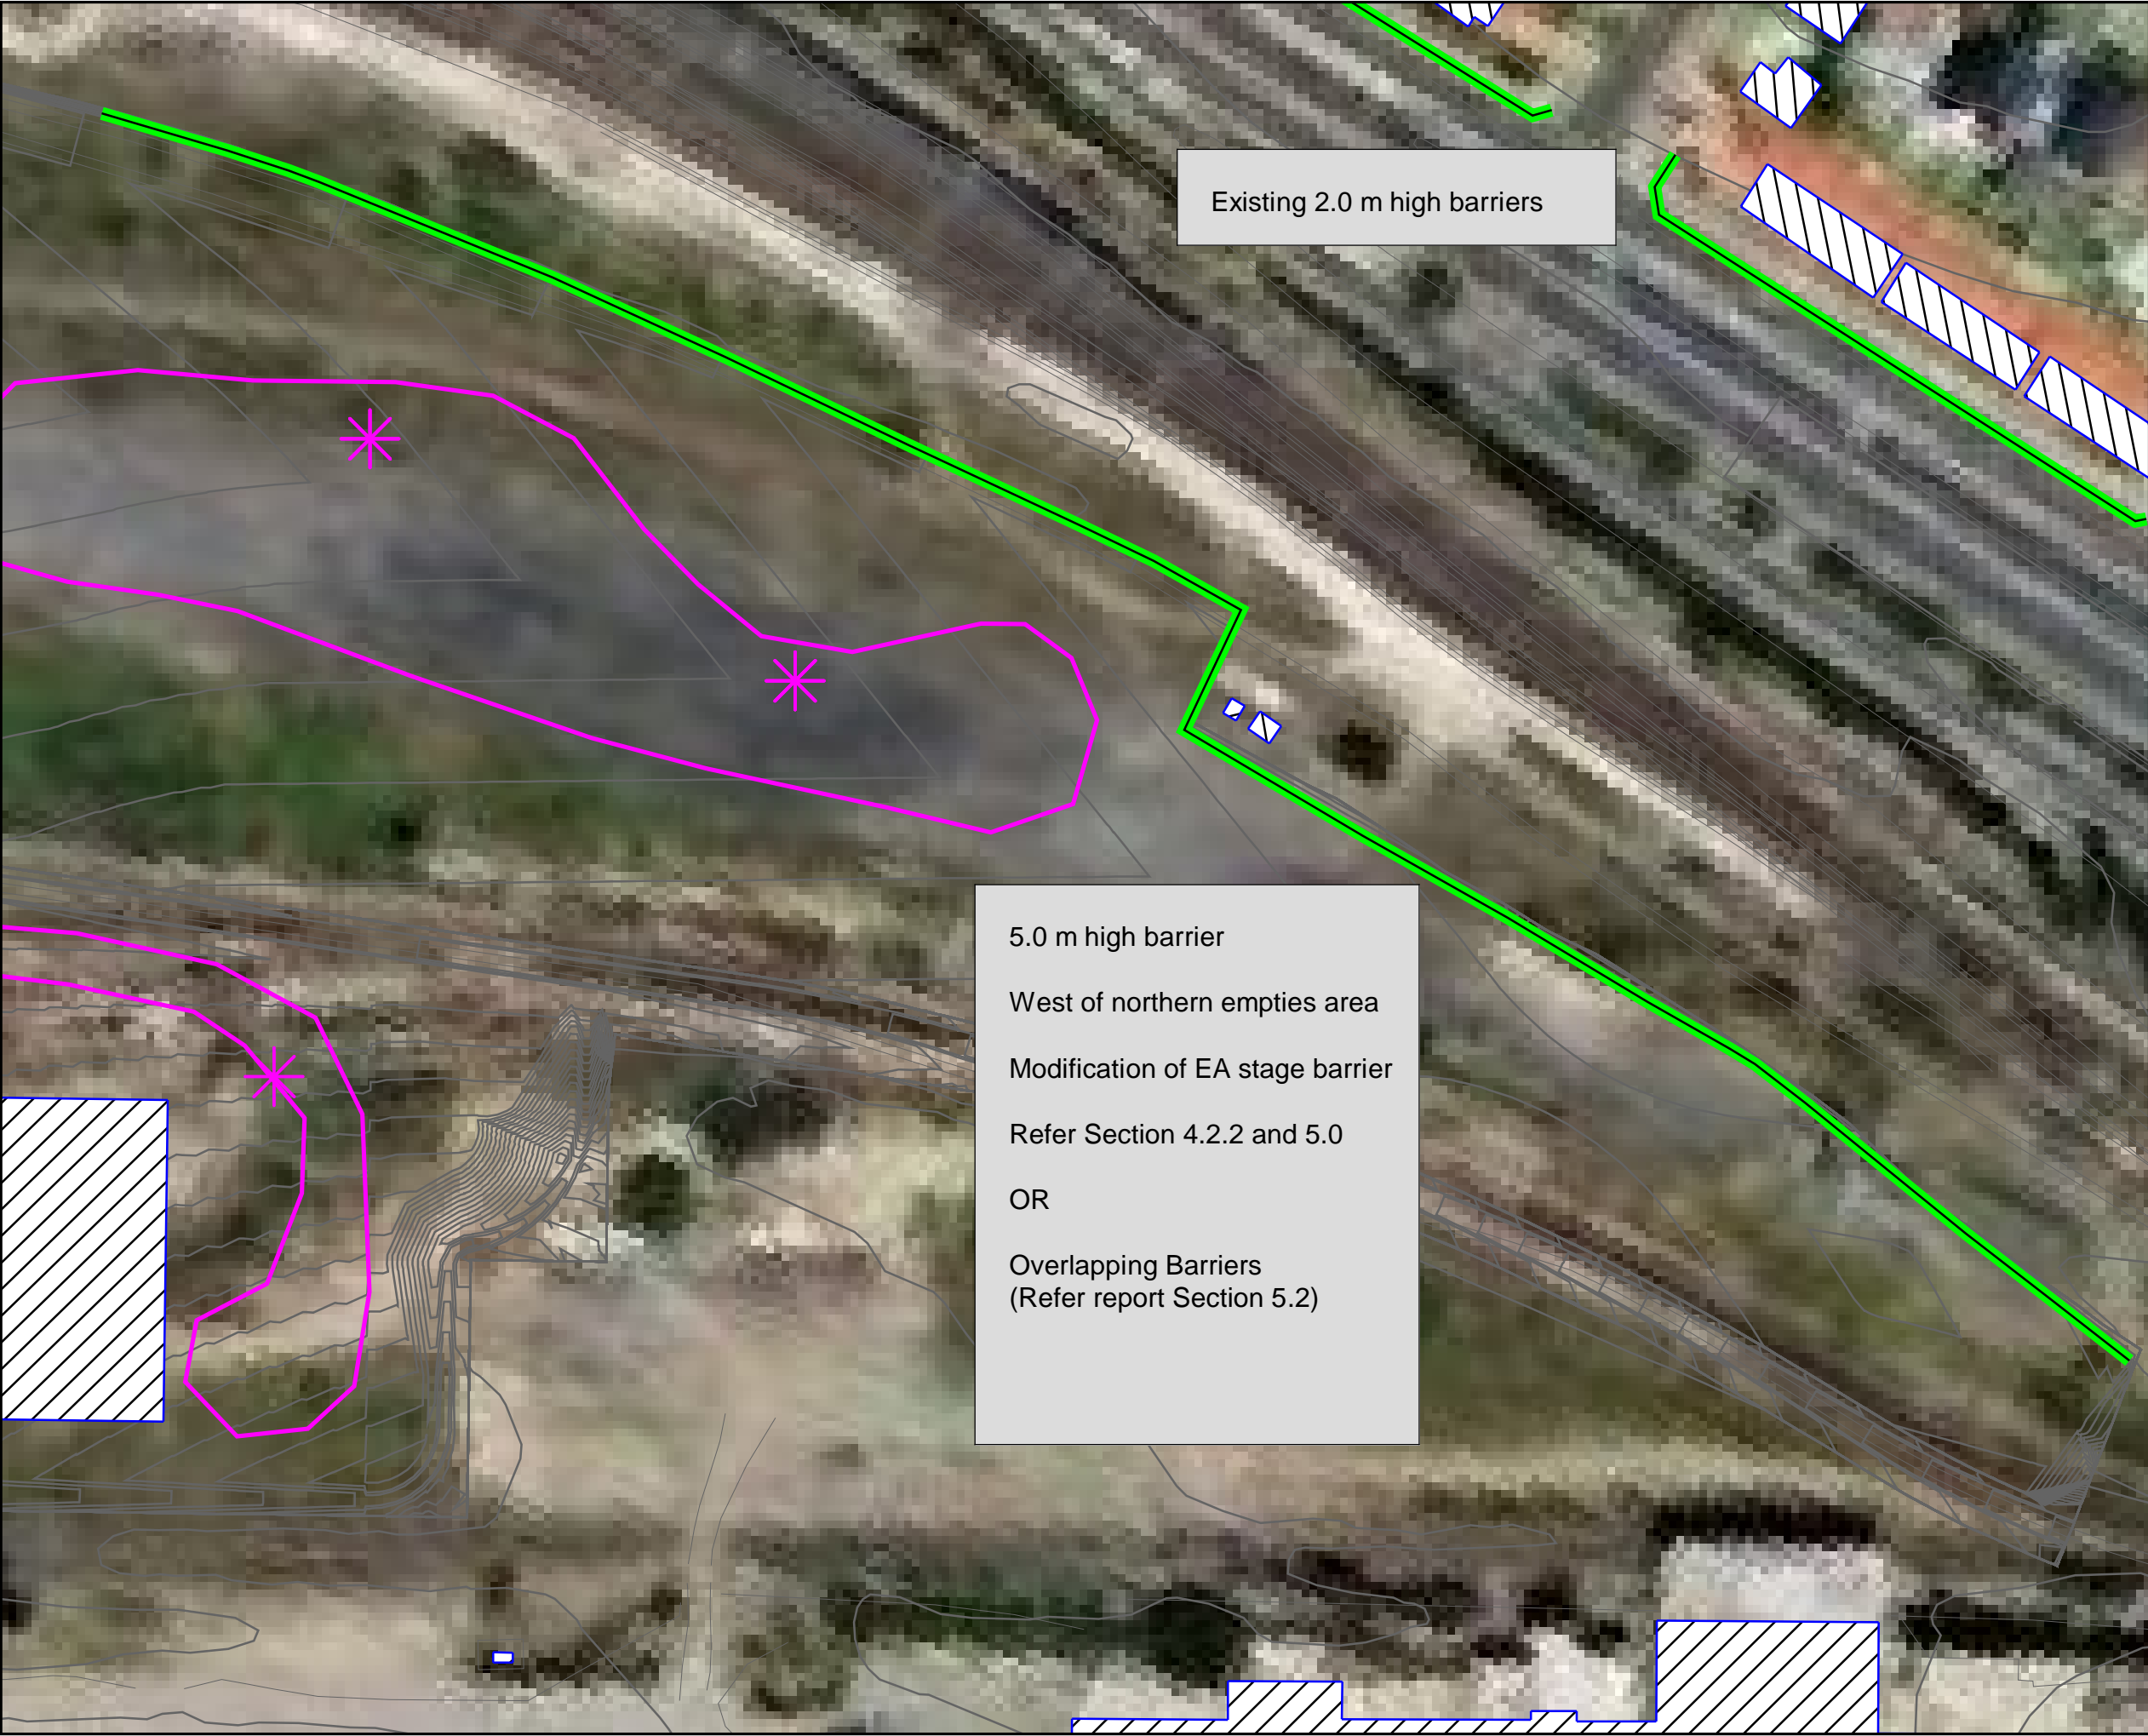 Existing 2.0 m high barriers
5.0 m high barrier
West of northern empties area
Modification of EA stage barrier
Refer Section 4.2.2 and 5.0
OR
Overlapping Barriers
(Refer report Section 5.2)